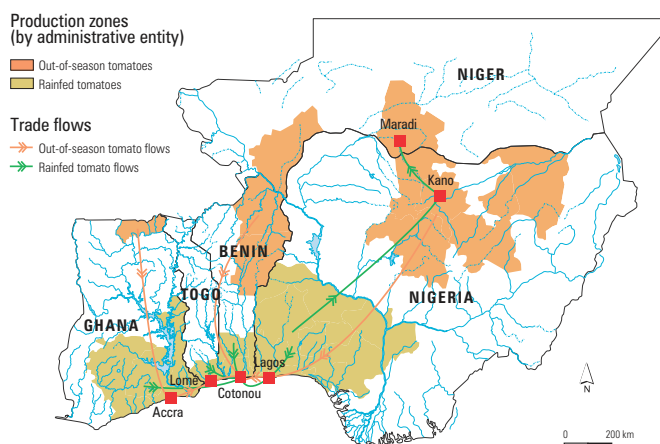 Production zones
(by administrative entity)
Out-of-season tomatoes
Rainfed tomatoes
Trade flows
Out-of-season tomato flows
Rainfed tomato flows
NIGER
Maradi
Kano
BENIN
TOGO
NIGERIA
GHANA
Lagos
Lome
Cotonou
Accra
N
0 200 km